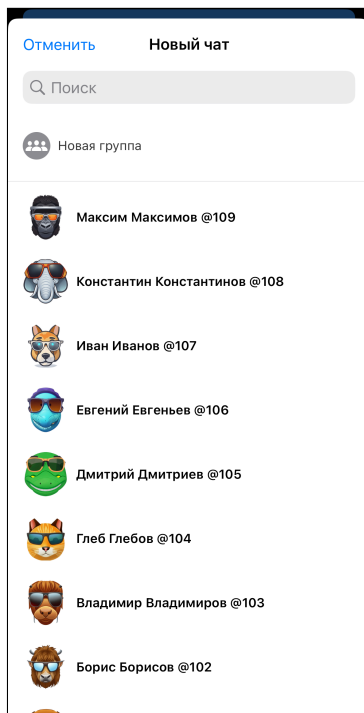 Отменить
Новый чат
Поиск
Новая группа
Максим Максимов @109
Константин Константинов @108
Иван Иванов @107
Евгений Евгеньев @106
Дмитрий Дмитриев @105
Глеб Глебов @104
Владимир Владимиров @103
Борис Борисов @102